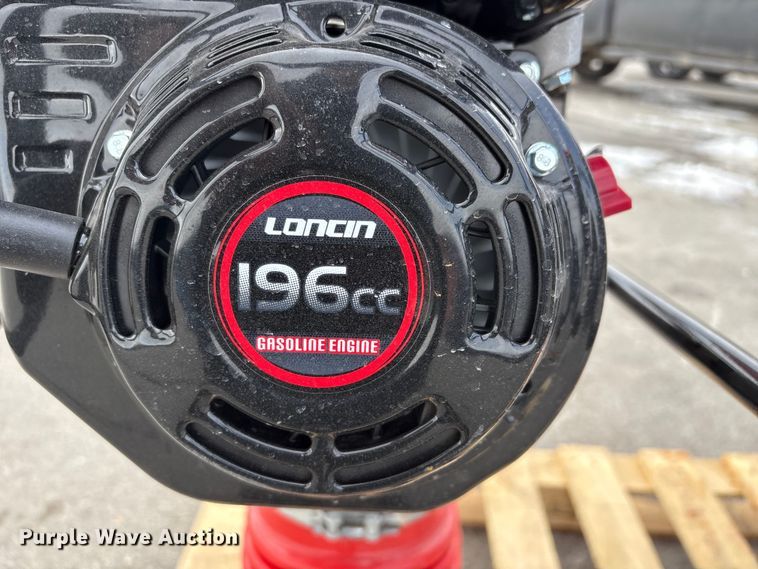 LONCIN
196cc
GASOLINE ENGINE
Purple Wave Auction